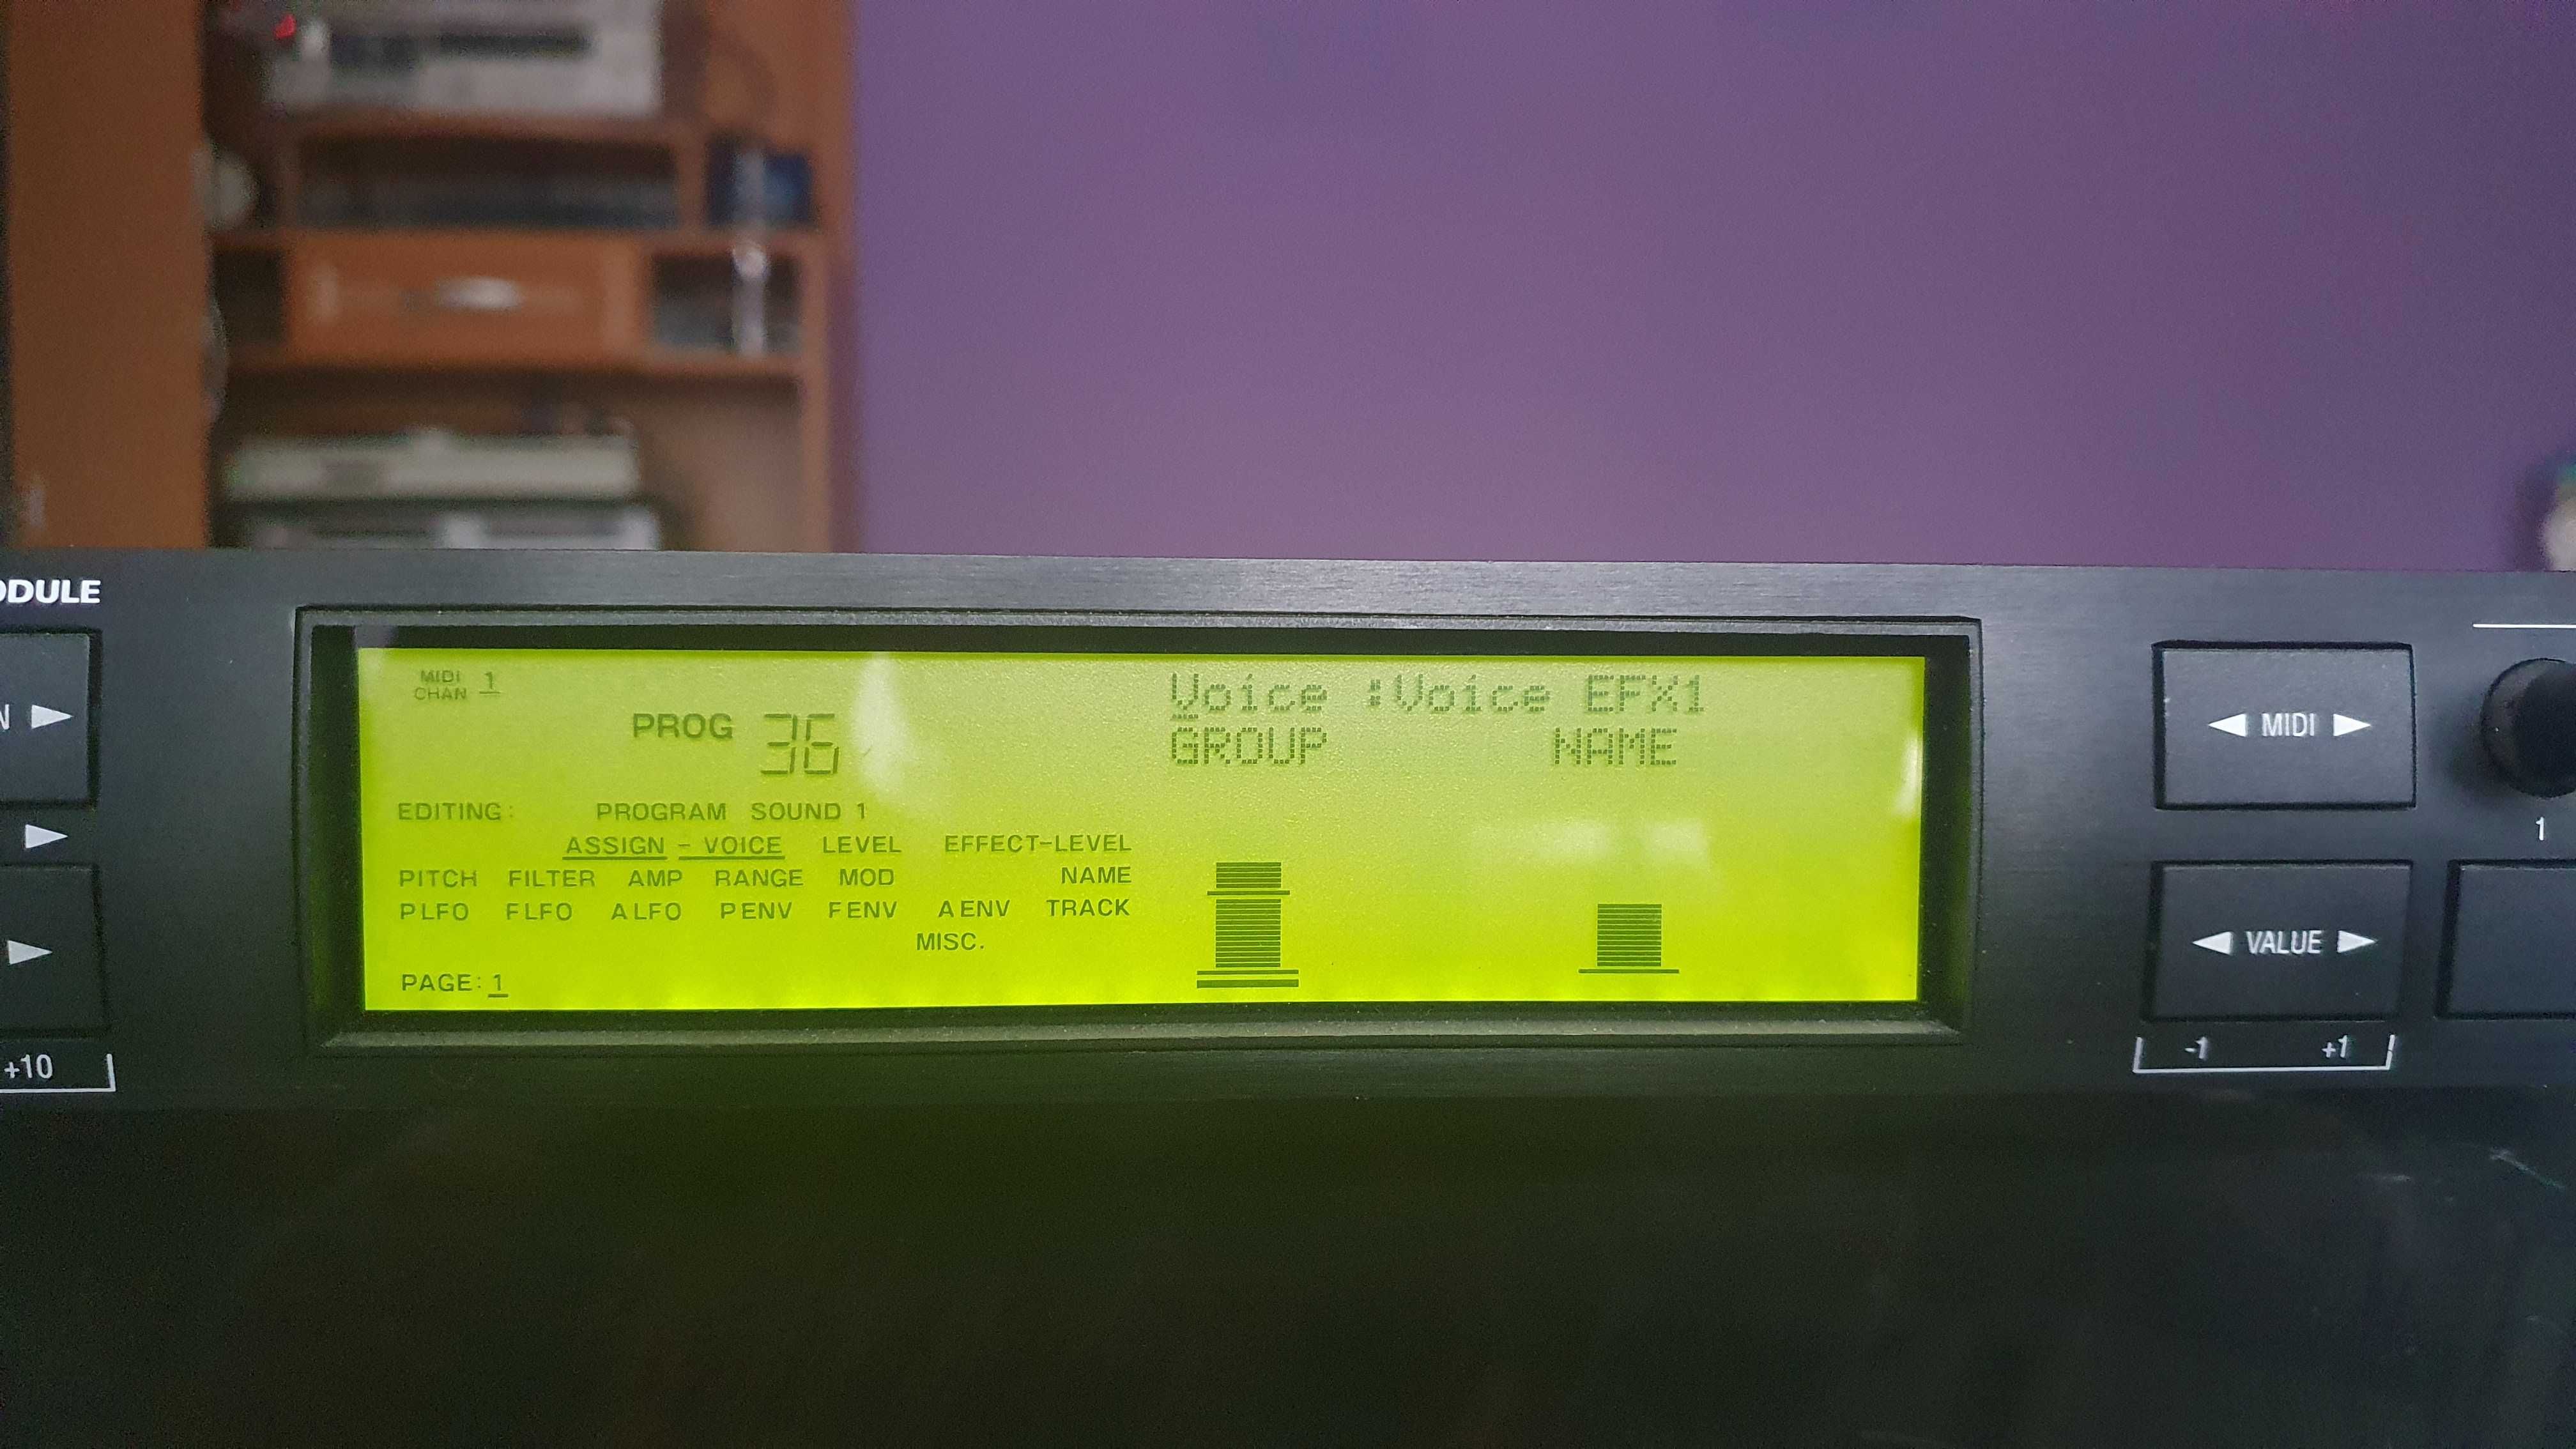 ODULE
N
MIDI
CHAN 1
PROG 36
Voice :Voice EFX1
GROUP NAME
EDITING: PROGRAM SOUND 1
ASSIGN - VOICE LEVEL EFFECT-LEVEL
PITCH FILTER AMP RANGE MOD NAME
PLFO FLFO ALFO PENV FENV AENV TRACK
MISC.
PAGE: 1
+10
MIDI
1
VALUE
-1 +1